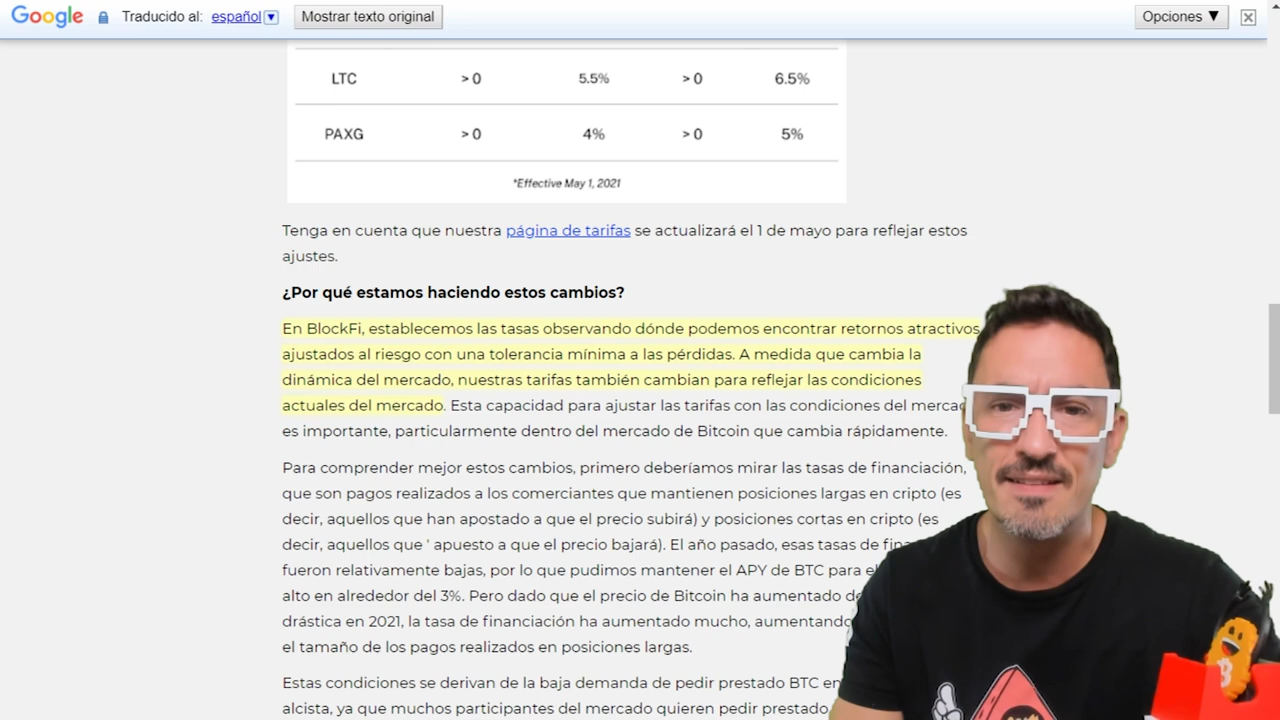 Google Traducido al: español Mostrar texto original Opciones ▼
LTC > 0 5.5% > 0 6.5%
PAXG > 0 4% > 0 5%
*Effective May 1, 2021
Tenga en cuenta que nuestra página de tarifas se actualizará el 1 de mayo para reflejar estos
ajustes.
¿Por qué estamos haciendo estos cambios?
En BlockFi, establecemos las tasas observando dónde podemos encontrar retornos atractivos
ajustados al riesgo con una tolerancia mínima a las pérdidas. A medida que cambia la
dinámica del mercado, nuestras tarifas también cambian para reflejar las condiciones
actuales del mercado. Esta capacidad para ajustar las tarifas con las condiciones del
es importante, particularmente dentro del mercado de Bitcoin que cambia rápidamente.
Para comprender mejor estos cambios, primero deberíamos mirar las tasas de financiación,
que son pagos realizados a los comerciantes que mantienen posiciones largas en cripto (es
decir, aquellos que han apostado a que el precio subirá) y posiciones cortas en cripto (es
decir, aquellos que ' apuesto a que el precio bajará). El año pasado, esas tasas de
fueron relativamente bajas, por lo que pudimos mantener el APY de BTC para
alto en alrededor del 3%. Pero dado que el precio de Bitcoin ha aumentado
drástica en 2021, la tasa de financiación ha aumentado mucho, aumentando
el tamaño de los pagos realizados en posiciones largas.
Estas condiciones se derivan de la baja demanda de pedir prestado BTC
alcista, ya que muchos participantes del mercado quieren pedir prestado